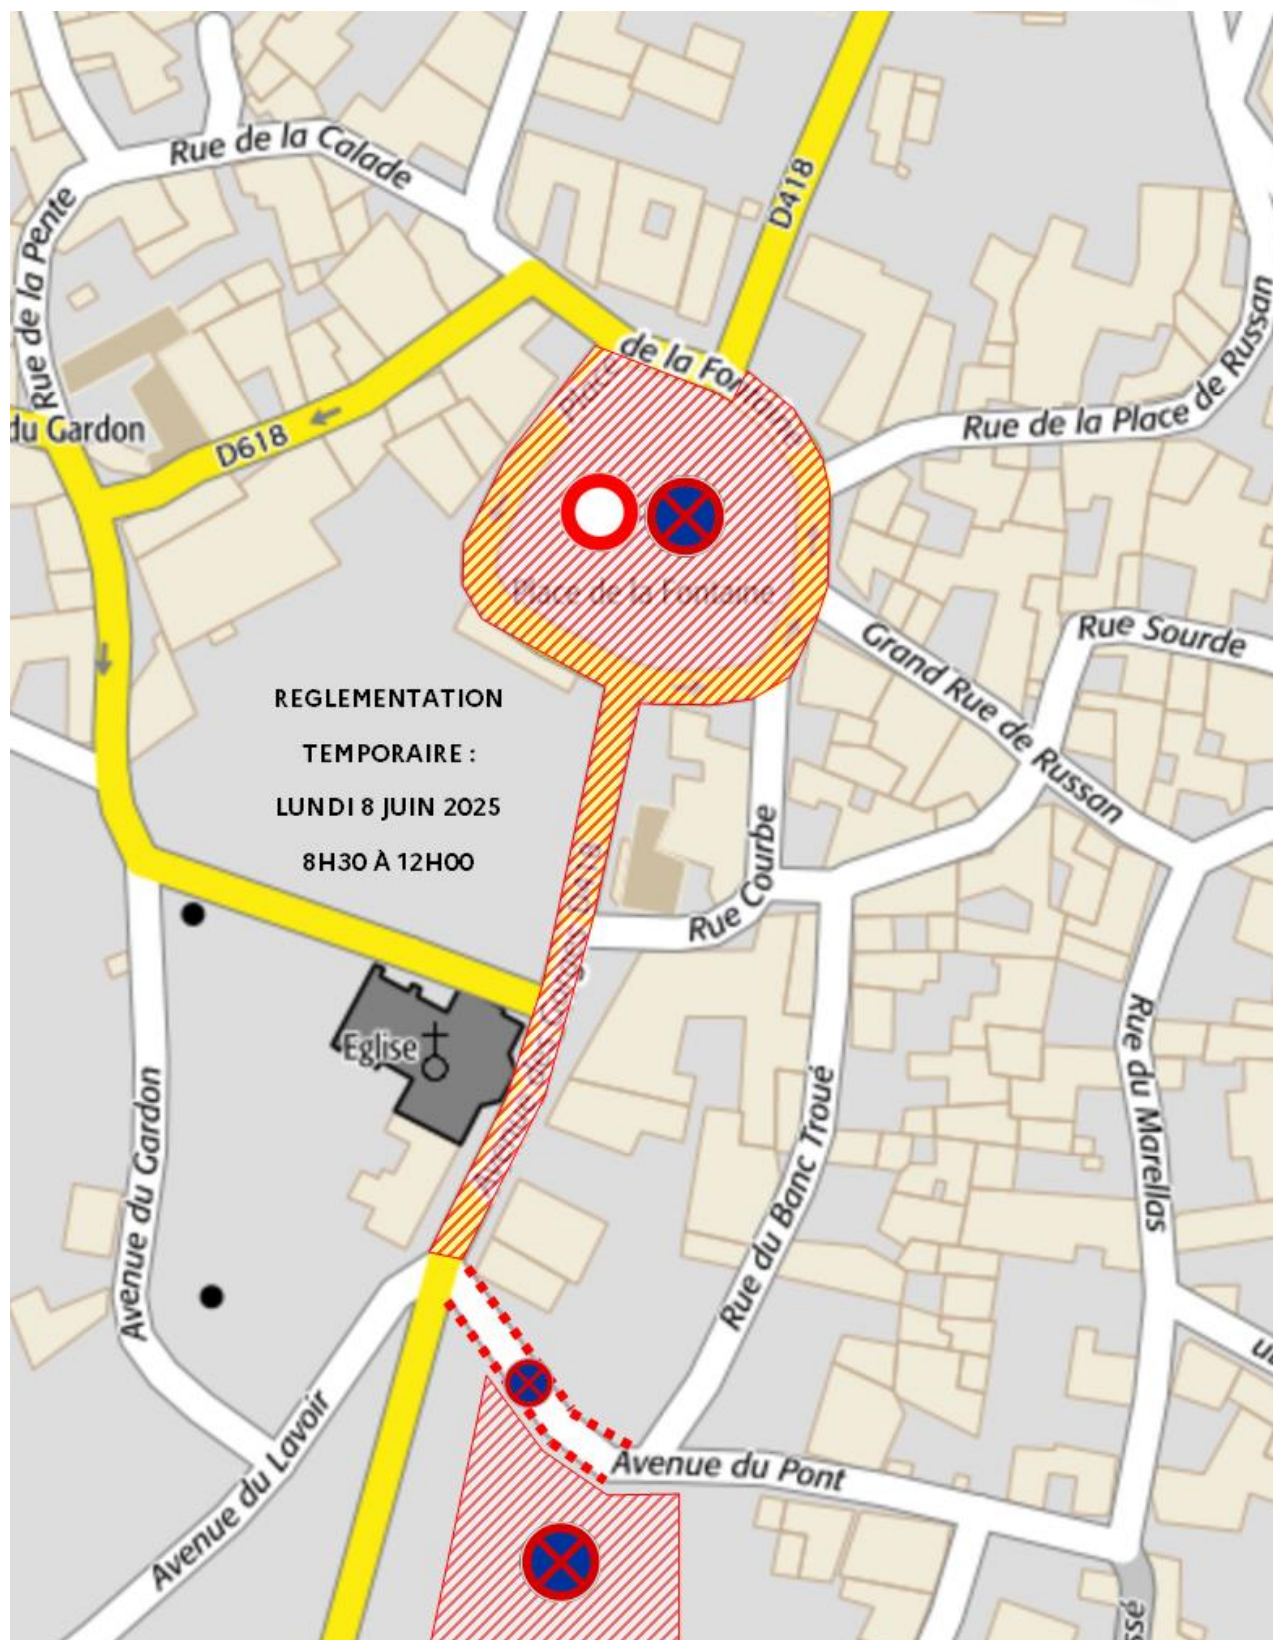 Rue de la Calade
D418
Rue de la Pente
de la Fontaine
Place
Rue de la Place de Russan
du Gardon
D618
Place de la Fontaine
Rue Sourde
Grand Rue de Russan
REGLEMENTATION
TEMPORAIRE :
LUNDI 8 JUIN 2025
8H30 À 12H00
Rue Courbe
Eglise
Rue du Marellas
Avenue du Gardon
Rue du Banc Troué
Avenue du Lavoir
Avenue du Pont